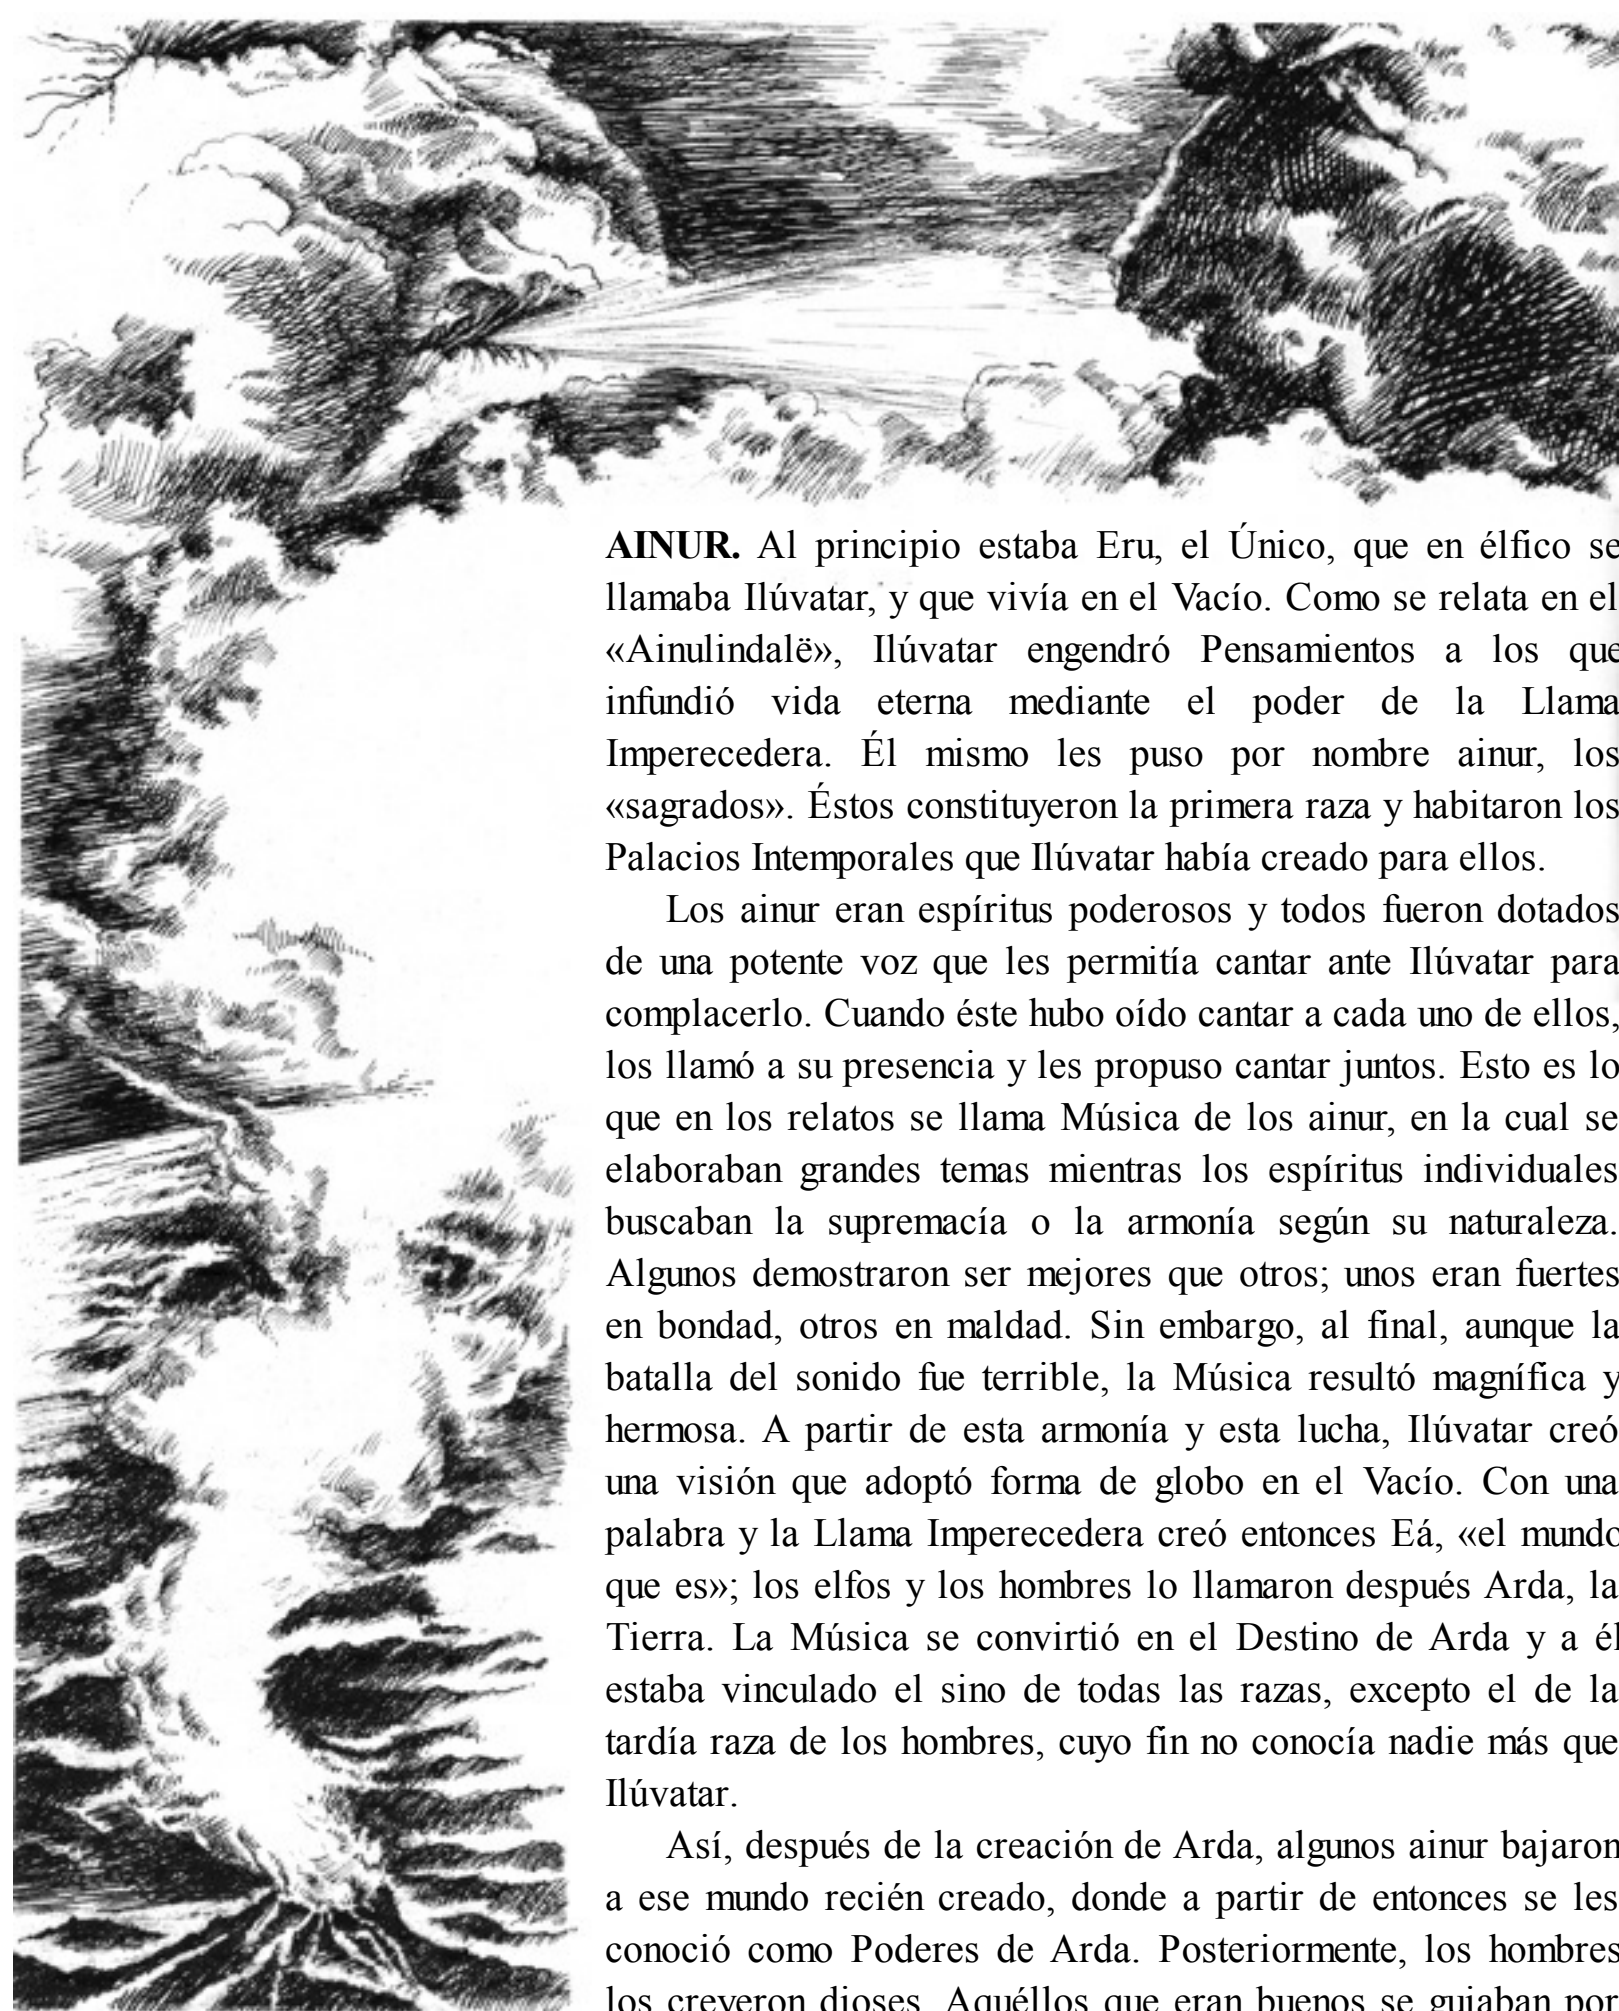 AINUR. Al principio estaba Eru, el Único, que en élfico se
llamaba Ilúvatar, y que vivía en el Vacío. Como se relata en el
«Ainulindalë», Ilúvatar engendró Pensamientos a los que
infundió vida eterna mediante el poder de la Llama
Imperecedera. Él mismo les puso por nombre ainur, los
«sagrados». Éstos constituyeron la primera raza y habitaron los
Palacios Intemporales que Ilúvatar había creado para ellos.
Los ainur eran espíritus poderosos y todos fueron dotados
de una potente voz que les permitía cantar ante Ilúvatar para
complacerlo. Cuando éste hubo oído cantar a cada uno de ellos,
los llamó a su presencia y les propuso cantar juntos. Esto es lo
que en los relatos se llama Música de los ainur, en la cual se
elaboraban grandes temas mientras los espíritus individuales
buscaban la supremacía o la armonía según su naturaleza.
Algunos demostraron ser mejores que otros; unos eran fuertes
en bondad, otros en maldad. Sin embargo, al final, aunque la
batalla del sonido fue terrible, la Música resultó magnífica y
hermosa. A partir de esta armonía y esta lucha, Ilúvatar creó
una visión que adoptó forma de globo en el Vacío. Con una
palabra y la Llama Imperecedera creó entonces Eá, «el mundo
que es»; los elfos y los hombres lo llamaron después Arda, la
Tierra. La Música se convirtió en el Destino de Arda y a él
estaba vinculado el sino de todas las razas, excepto el de la
tardía raza de los hombres, cuyo fin no conocía nadie más que
Ilúvatar.
Así, después de la creación de Arda, algunos ainur bajaron
a ese mundo recién creado, donde a partir de entonces se les
conoció como Poderes de Arda. Posteriormente, los hombres
los creyeron dioses. Aquéllos que eran buenos se guiaban por